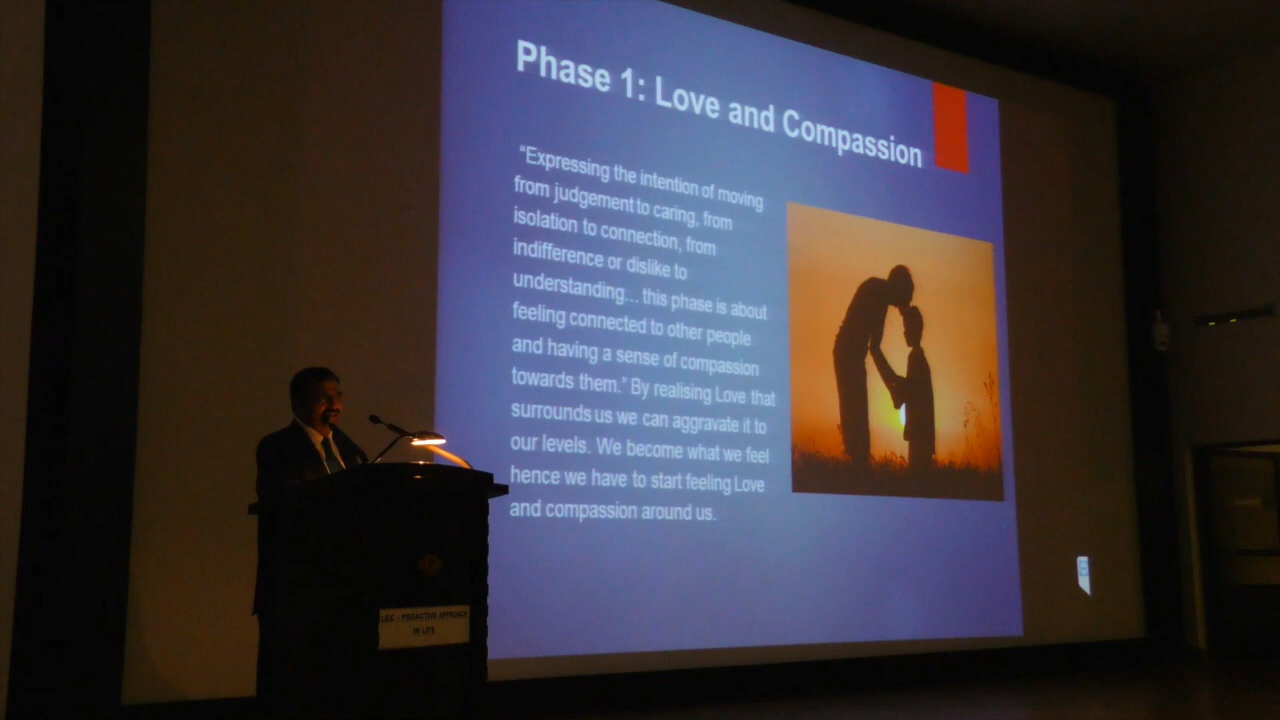 Phase 1: Love and Compassion
“Expressing the intention of moving
from judgement to caring, from
isolation to connection, from
indifference or dislike to
understanding... this phase is about
feeling connected to other people
and having a sense of compassion
towards them.” By realising Love that
surrounds us we can aggravate it to
our levels. We become what we feel
hence we have to start feeling Love
and compassion around us.
LEC - PROACTIVE APPROACH
IN LIFE